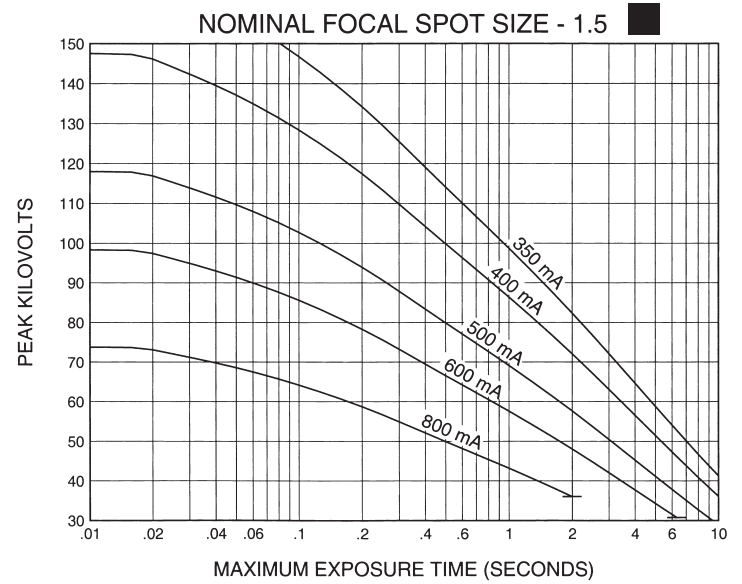 NOMINAL FOCAL SPOT SIZE - 1.5
150
140
130
120
110
100
90
80
70
60
50
40
30
PEAK KILOVOLTS
350 mA
400 mA
500 mA
600 mA
800 mA
.01 .02 .04 .06 .1 .2 .4 .6 1 2 4 6 10
MAXIMUM EXPOSURE TIME (SECONDS)